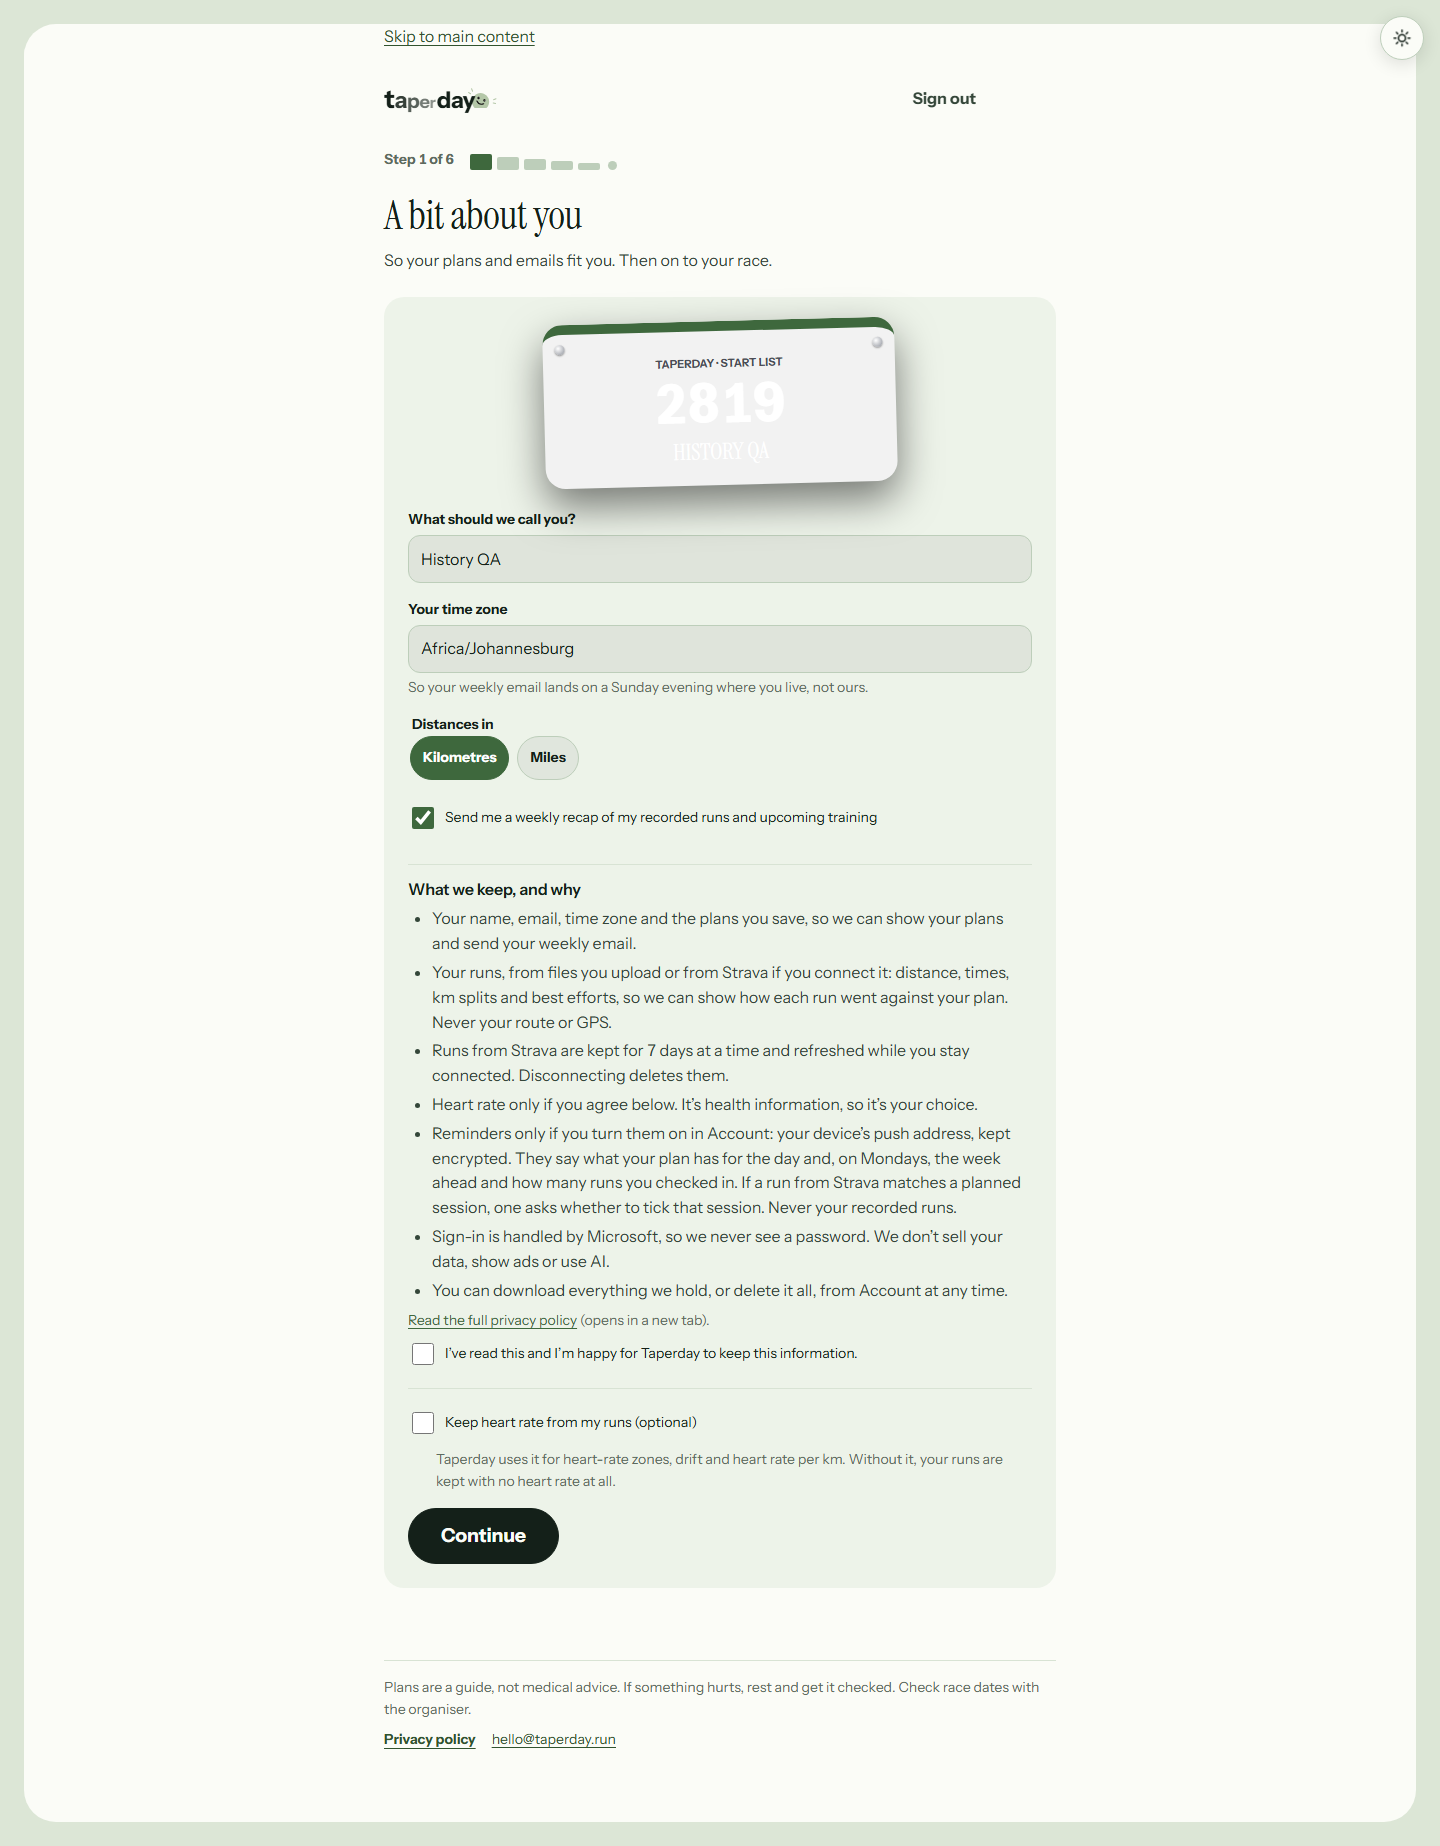 Skip to main content
taperday
Sign out
Step 1 of 6
A bit about you
So your plans and emails fit you. Then on to your race.
TAPERDAY · START LIST
2819
HISTORY QA
What should we call you?
History QA
Your time zone
Africa/Johannesburg
So your weekly email lands on a Sunday evening where you live, not ours.
Distances in
Kilometres
Miles
Send me a weekly recap of my recorded runs and upcoming training
What we keep, and why
• Your name, email, time zone and the plans you save, so we can show your plans
and send your weekly email.
• Your runs, from files you upload or from Strava if you connect it: distance, times,
km splits and best efforts, so we can show how each run went against your plan.
Never your route or GPS.
• Runs from Strava are kept for 7 days at a time and refreshed while you stay
connected. Disconnecting deletes them.
• Heart rate only if you agree below. It’s health information, so it’s your choice.
• Reminders only if you turn them on in Account: your device’s push address, kept
encrypted. They say what your plan has for the day and, on Mondays, the week
ahead and how many runs you checked in. If a run from Strava matches a planned
session, one asks whether to tick that session. Never your recorded runs.
• Sign-in is handled by Microsoft, so we never see a password. We don’t sell your
data, show ads or use AI.
• You can download everything we hold, or delete it all, from Account at any time.
Read the full privacy policy (opens in a new tab).
I’ve read this and I’m happy for Taperday to keep this information.
Keep heart rate from my runs (optional)
Taperday uses it for heart-rate zones, drift and heart rate per km. Without it, your runs are
kept with no heart rate at all.
Continue
Plans are a guide, not medical advice. If something hurts, rest and get it checked. Check race dates with
the organiser.
Privacy policy
hello@taperday.run